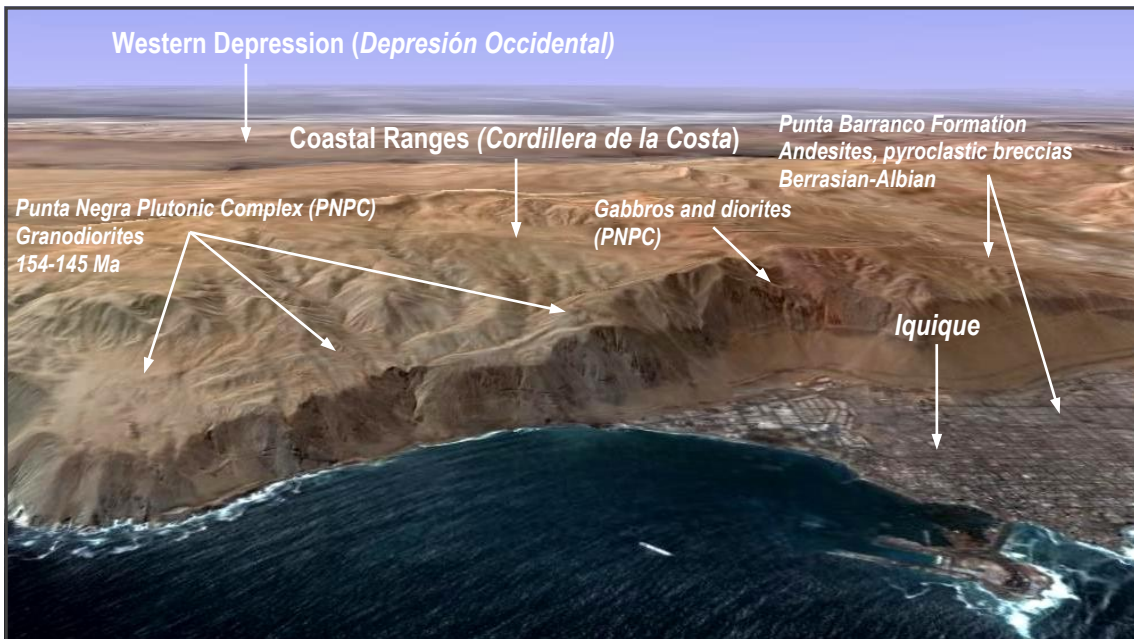 Western Depression (Depresión Occidental)
Coastal Ranges (Cordillera de la Costa)
Punta Barranco Formation
Andesites, pyroclastic breccias
Berrasian-Albian
Punta Negra Plutonic Complex (PNPC)
Granodiorites
154-145 Ma
Gabbros and diorites
(PNPC)
Iquique